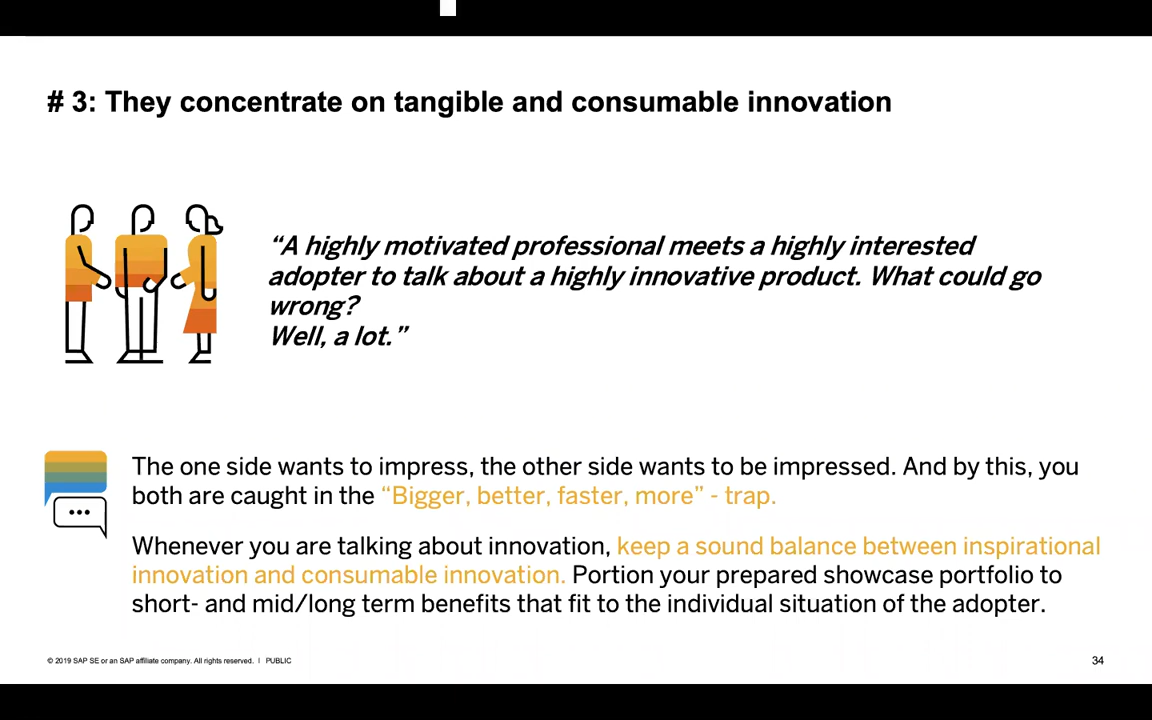 # 3: They concentrate on tangible and consumable innovation
“A highly motivated professional meets a highly interested
adopter to talk about a highly innovative product. What could go
wrong?
Well, a lot.”
The one side wants to impress, the other side wants to be impressed. And by this, you
both are caught in the “Bigger, better, faster, more” - trap.
Whenever you are talking about innovation, keep a sound balance between inspirational
innovation and consumable innovation. Portion your prepared showcase portfolio to
short- and mid/long term benefits that fit to the individual situation of the adopter.
© 2019 SAP SE or an SAP affiliate company. All rights reserved. I PUBLIC
34